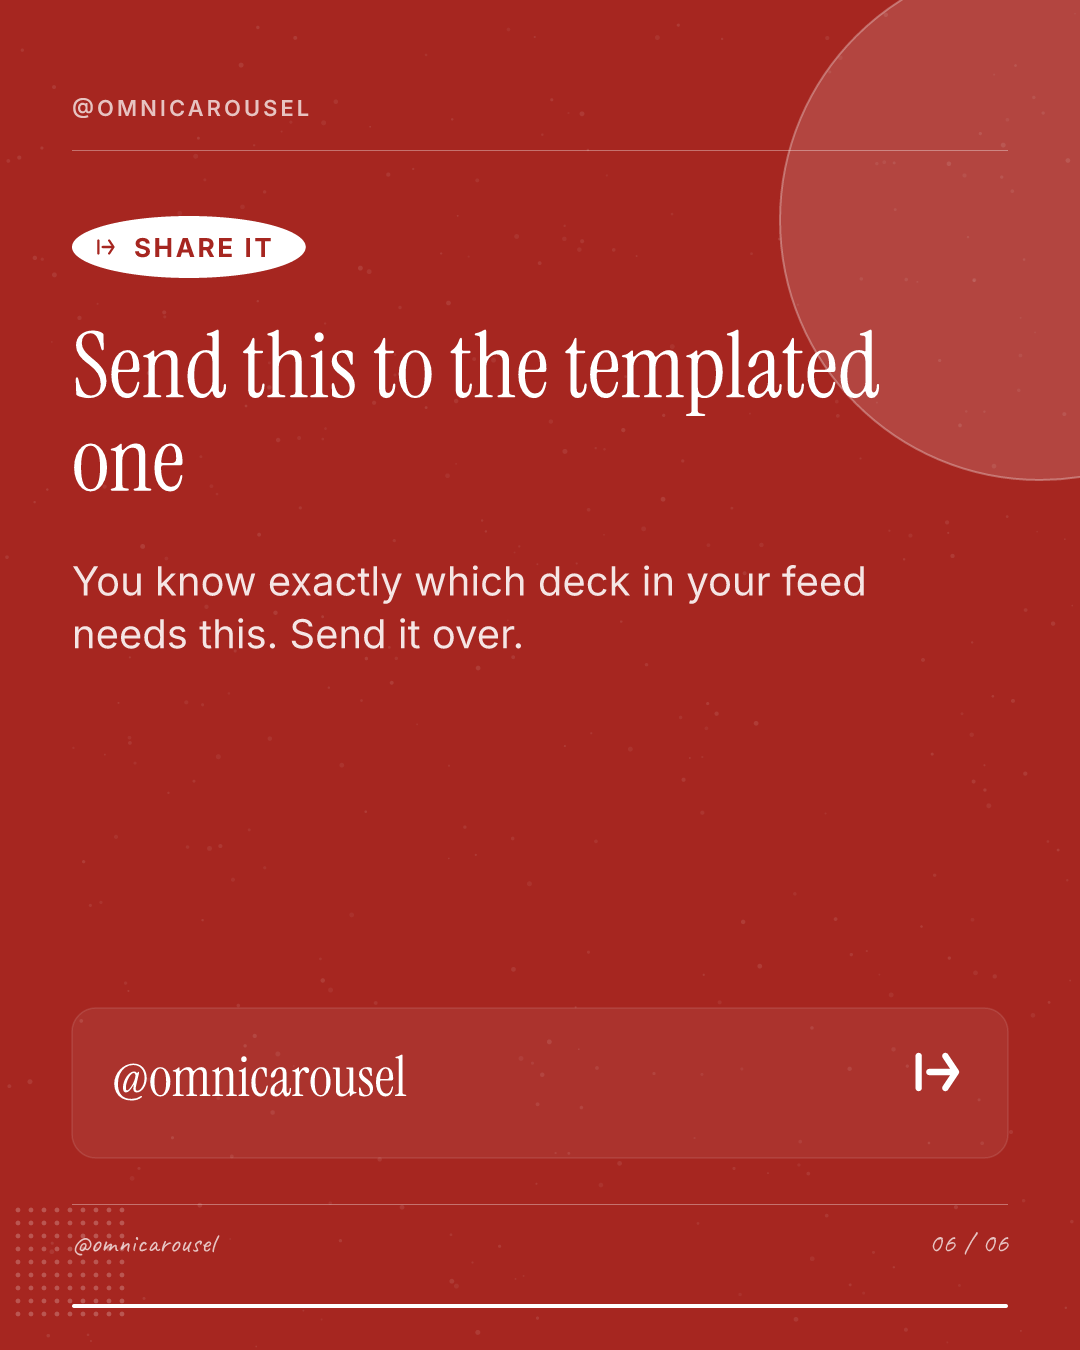 @OMNICAROUSEL
SHARE IT
Send this to the templated
one
You know exactly which deck in your feed
needs this. Send it over.
@omnicarousel
@omnicarousel
06 / 06